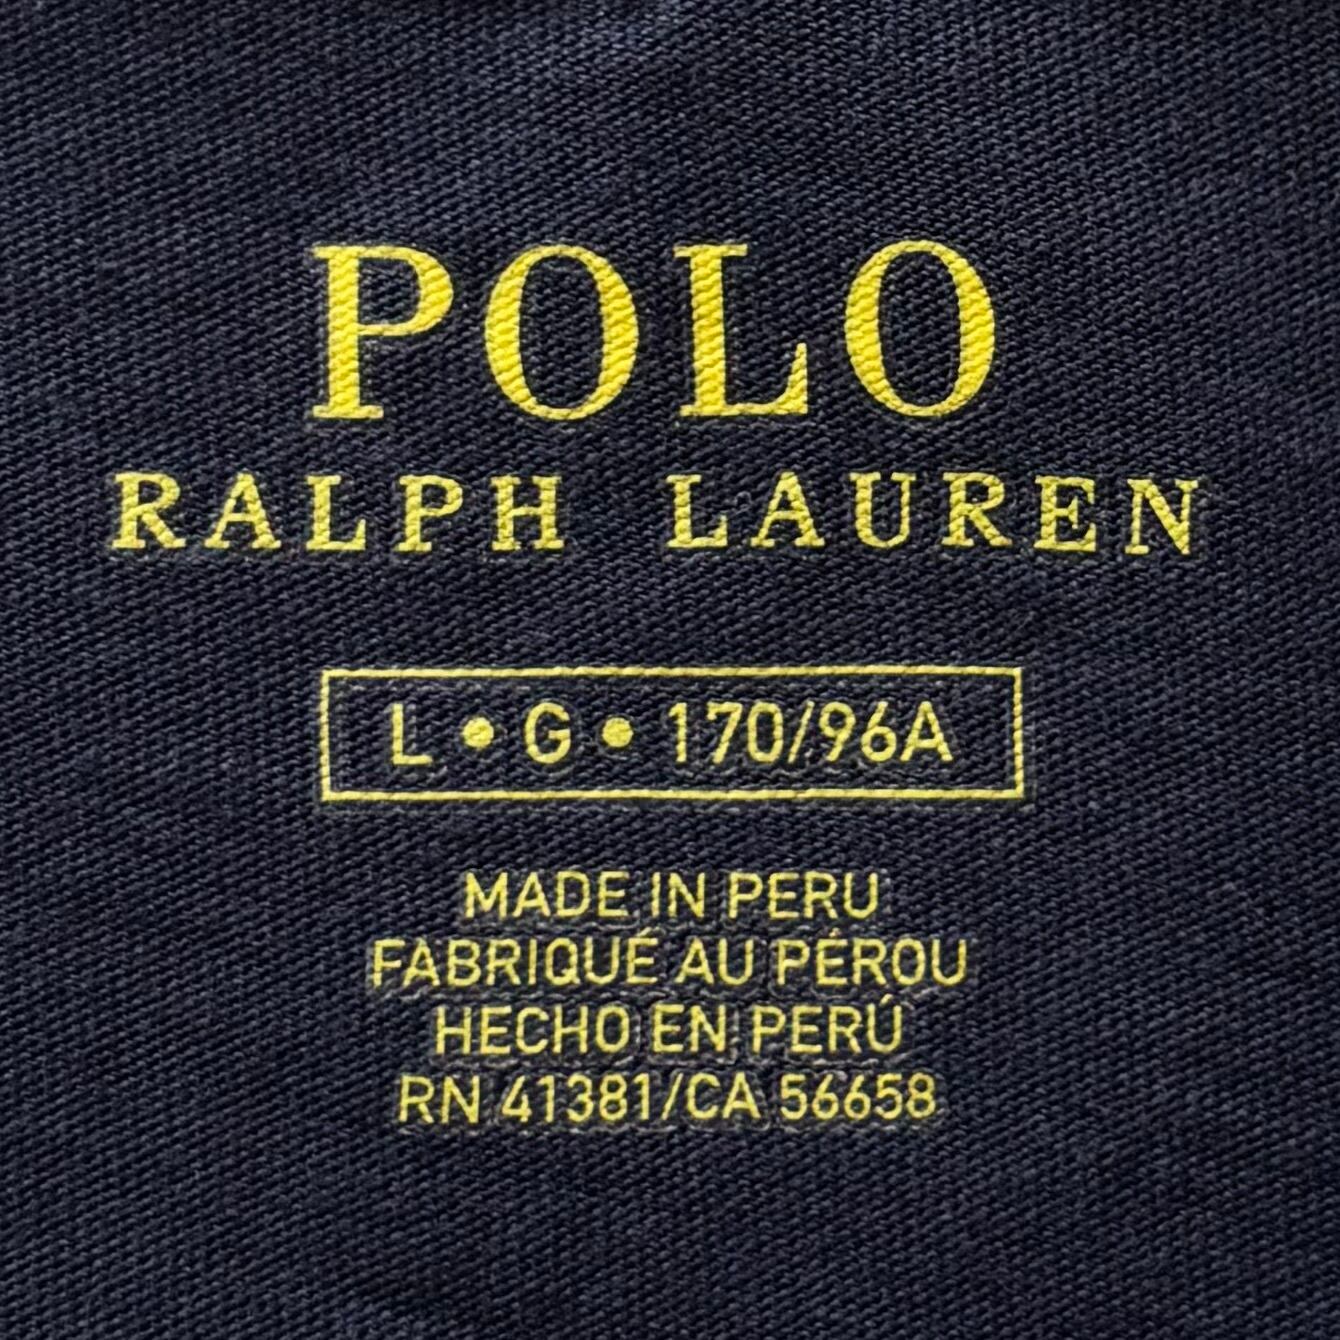 POLO
RALPH LAUREN
L • G • 170/96A
MADE IN PERU
FABRIQUÉ AU PÉROU
HECHO EN PERÚ
RN 41381/CA 56658